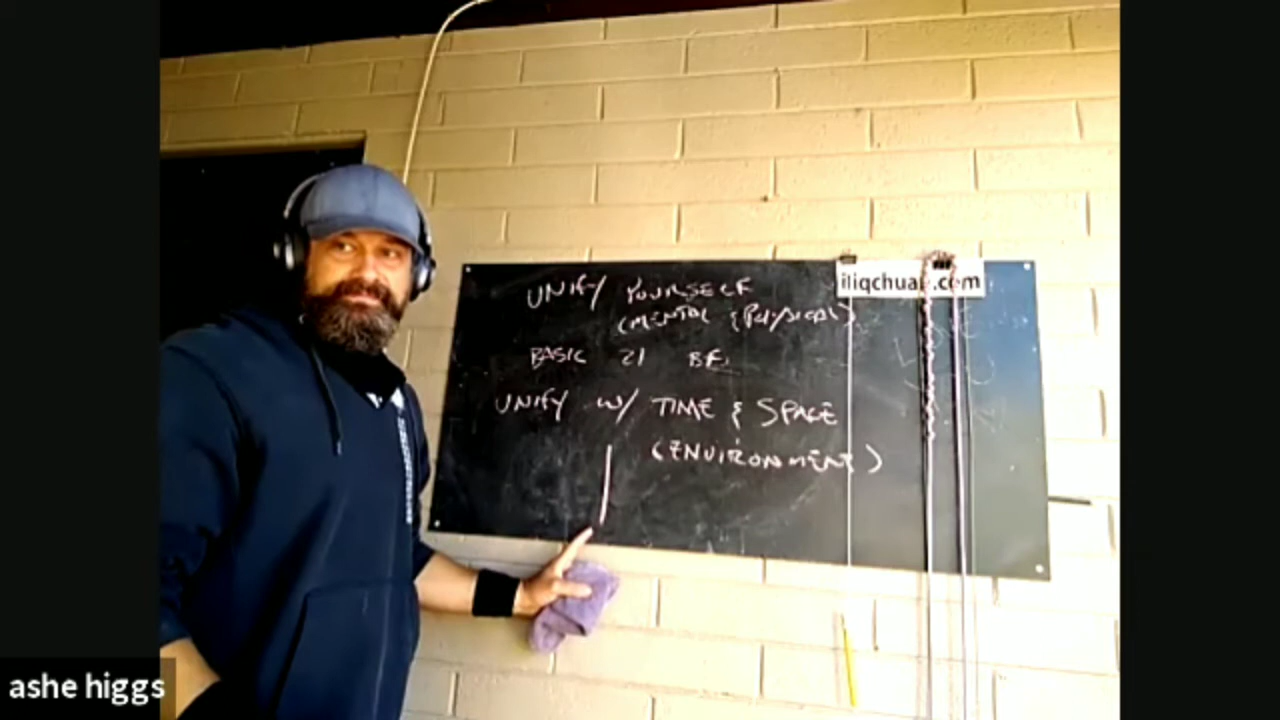 iliqchuan.com
UNIFY YOURSELF
(MENTAL & PHYSICAL)
BASIC 21 BF.
UNIFY W/ TIME & SPACE
(ENVIRONMENT)
ashe higgs